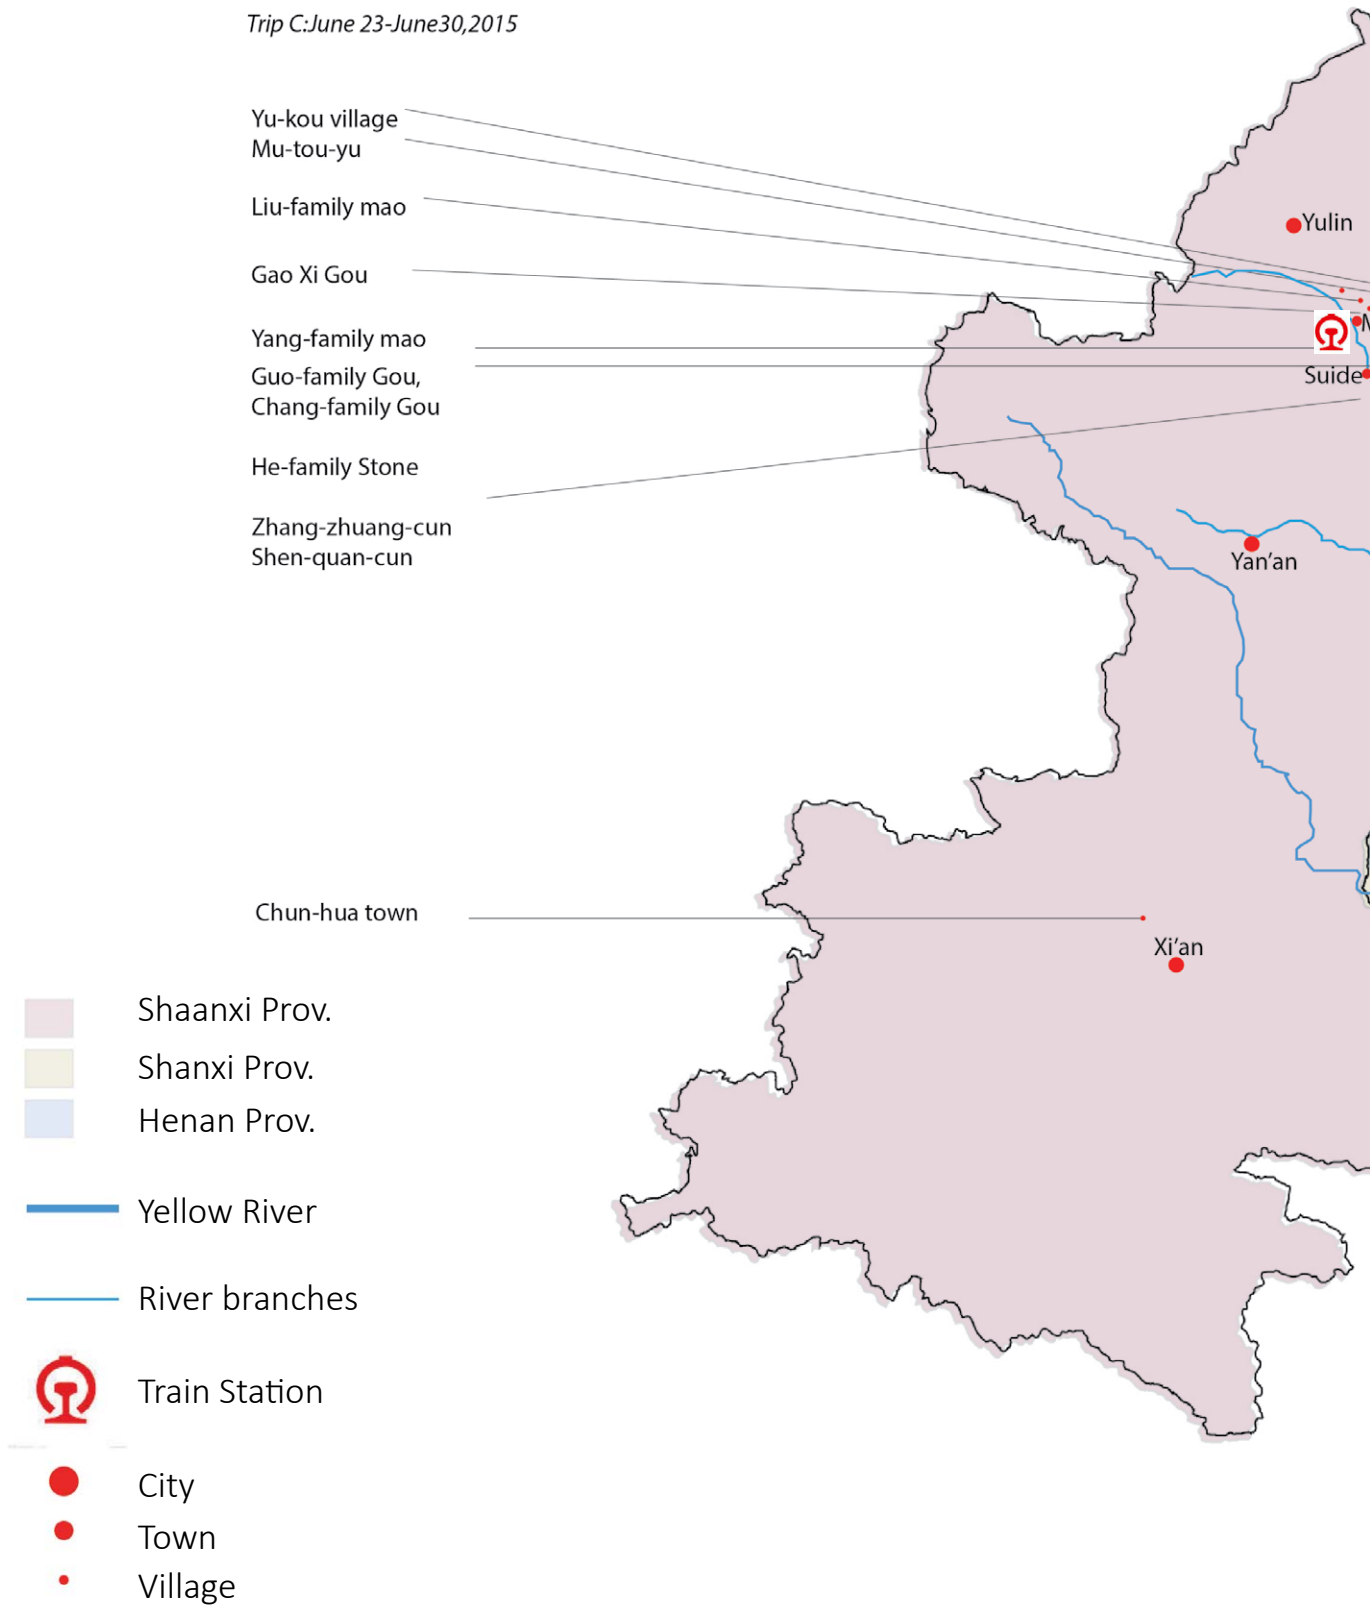 Trip C:June 23-June30,2015
Yu-kou village
Mu-tou-yu
Liu-family mao
Yulin
Gao Xi Gou
M
Yang-family mao
Guo-family Gou,
Suide
Chang-family Gou
He-family Stone
Zhang-zhuang-cun
Shen-quan-cun
Yan'an
Chun-hua town
Xi'an
Shaanxi Prov.
Shanxi Prov.
Henan Prov.
Yellow River
River branches
Train Station
City
Town
Village